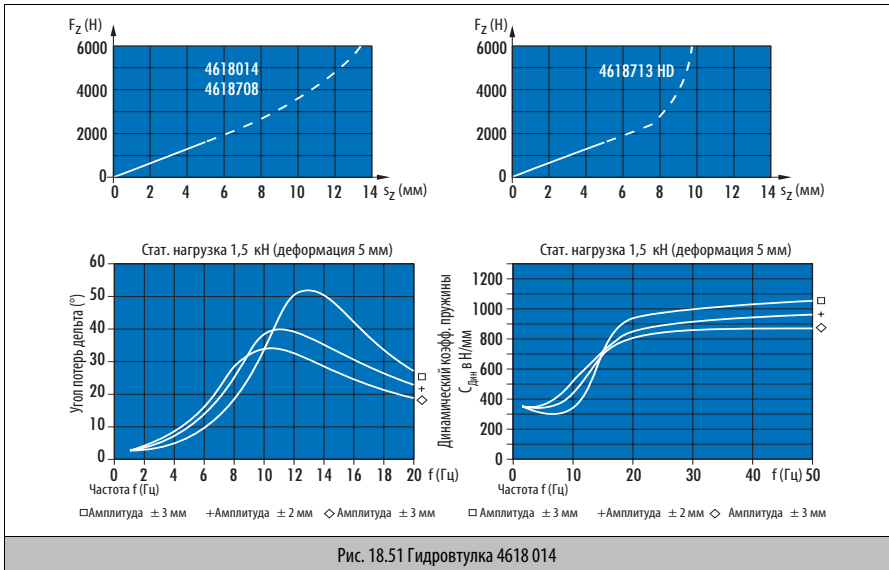 F_Z (Н)
6000
4000
2000
0
4618014
4618708
0 2 4 6 8 10 12 14 s_Z (мм)
F_Z (Н)
6000
4000
2000
0
4618713 HD
0 2 4 6 8 10 12 14 s_Z (мм)
Стат. нагрузка 1,5 кН (деформация 5 мм)
Угол потерь дельта (°)
60
50
40
30
20
10
0
0 2 4 6 8 10 12 14 16 18 20 f (Гц)
Частота f (Гц)
□Амплитуда ± 3 мм +Амплитуда ± 2 мм ◇ Амплитуда ± 3 мм
Стат. нагрузка 1,5 кН (деформация 5 мм)
Динамический коэфф. пружины
C_Дин в Н/мм
1200
1000
800
600
400
200
0
0 10 20 30 40 50 f (Гц)
Частота f (Гц)
□ Амплитуда ± 3 мм +Амплитуда ± 2 мм ◇ Амплитуда ± 3 мм
Рис. 18.51 Гидровтулка 4618 014